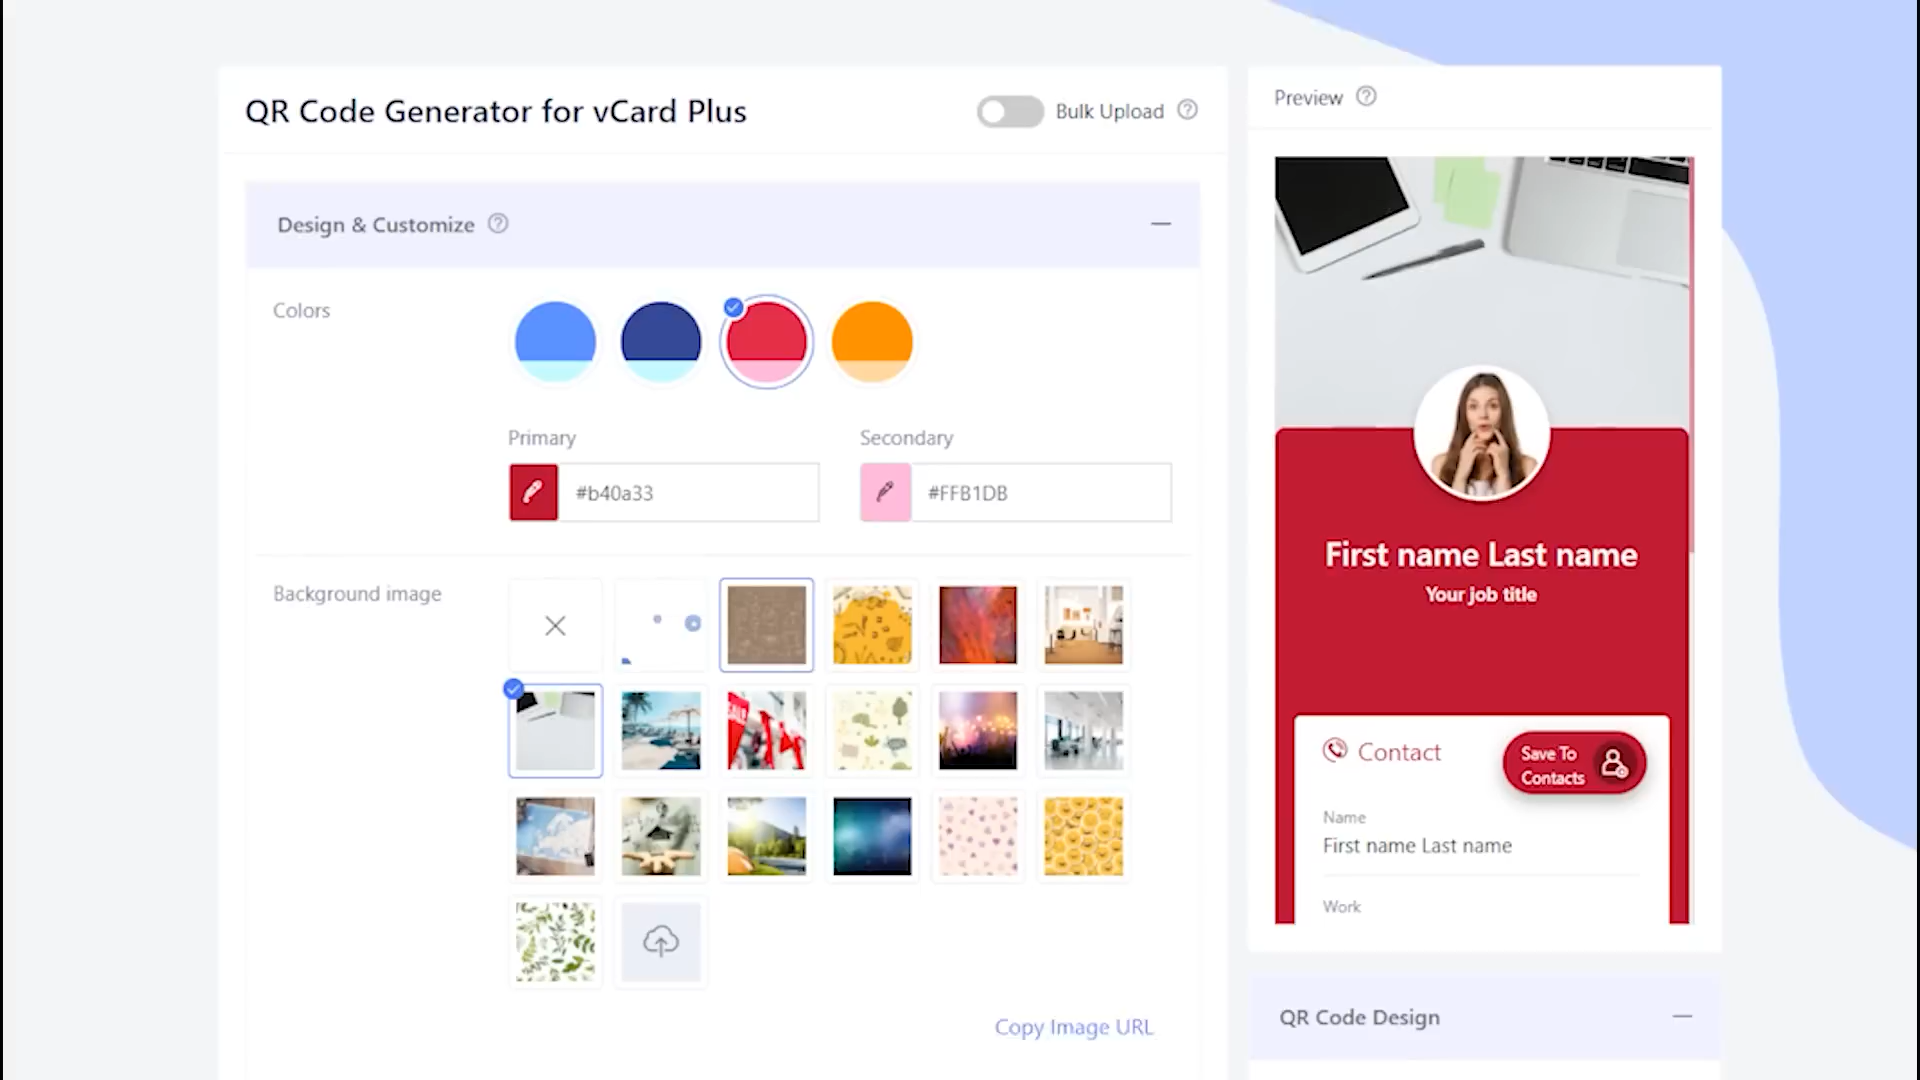 QR Code Generator for vCard Plus
Bulk Upload
Preview
Design & Customize
Colors
Primary
Secondary
#b40a33
#FFB1DB
Background image
Copy Image URL
First name Last name
Your job title
Contact
Save To
Contacts
Name
First name Last name
Work
QR Code Design